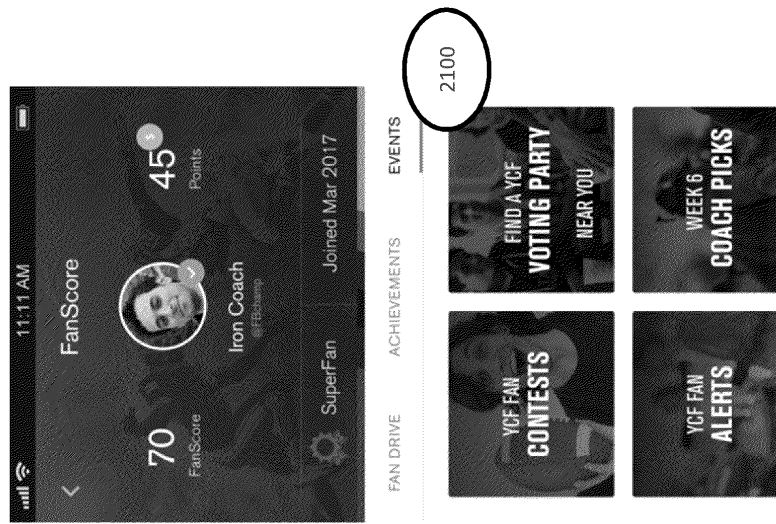 11:11 AM
FanScore
70
FanScore
45
$
Points
Iron Coach
@FBchamp
SuperFan
Joined Mar 2017
FAN DRIVE
ACHIEVEMENTS
EVENTS
2100
YCF FAN
CONTESTS
FIND A YCF
VOTING PARTY
NEAR YOU
YCF FAN
ALERTS
WEEK 6
COACH PICKS